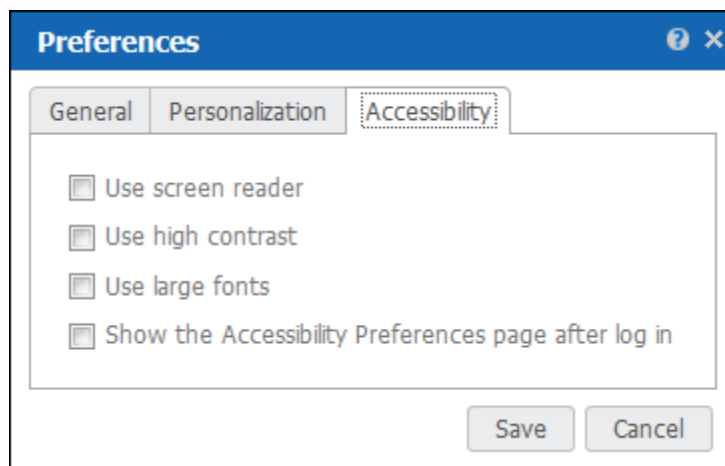 Preferences
General Personalization Accessibility
Use screen reader
Use high contrast
Use large fonts
Show the Accessibility Preferences page after log in
Save Cancel